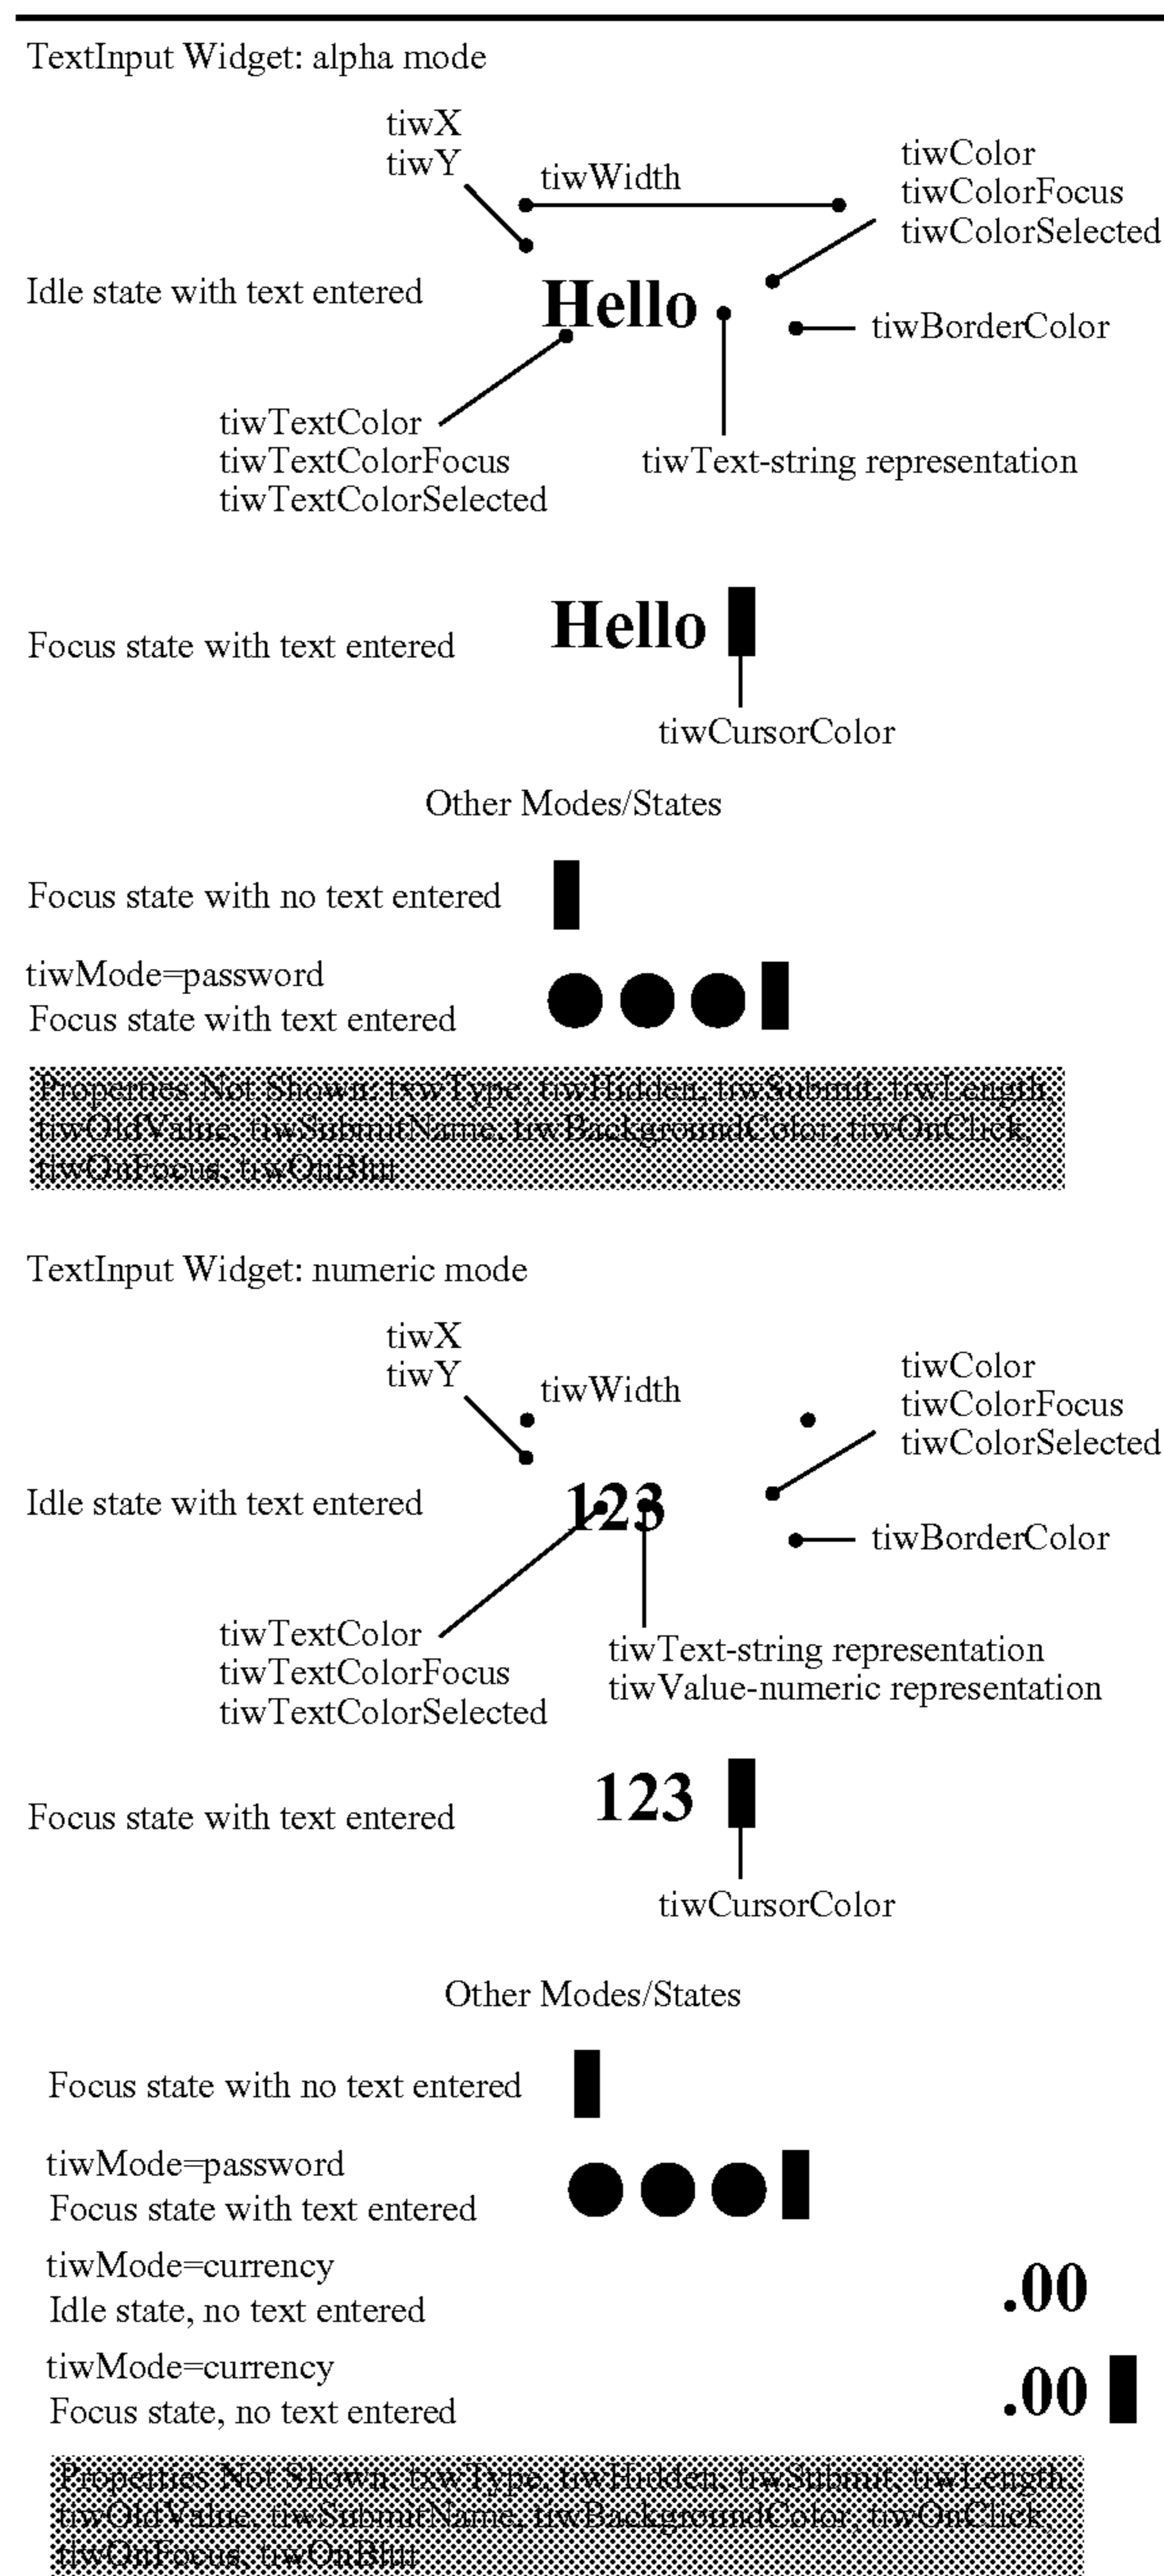 TextInput Widget: alpha mode
tiwX
tiwY
tiwWidth
tiwColor
tiwColorFocus
tiwColorSelected
Idle state with text entered
Hello
tiwBorderColor
tiwTextColor
tiwTextColorFocus
tiwTextColorSelected
tiwText-string representation
Focus state with text entered
Hello
tiwCursorColor
Other Modes/States
Focus state with no text entered
tiwMode=password
Focus state with text entered
Properties Not Shown: txwType, tiwHidden, tiwSubmit, tiwLength,
tiwOldValue, tiwSubmitName, tiwBackgroundColor, tiwOnClick,
tiwOnFocus, tiwOnBlur
TextInput Widget: numeric mode
tiwX
tiwY
tiwWidth
tiwColor
tiwColorFocus
tiwColorSelected
Idle state with text entered
123
tiwBorderColor
tiwTextColor
tiwTextColorFocus
tiwTextColorSelected
tiwText-string representation
tiwValue-numeric representation
Focus state with text entered
123
tiwCursorColor
Other Modes/States
Focus state with no text entered
tiwMode=password
Focus state with text entered
tiwMode=currency
Idle state, no text entered
.00
tiwMode=currency
Focus state, no text entered
.00
Properties Not Shown: txwType, tiwHidden, tiwSubmit, tiwLength,
tiwOldValue, tiwSubmitName, tiwBackgroundColor, tiwOnClick,
tiwOnFocus, tiwOnBlur